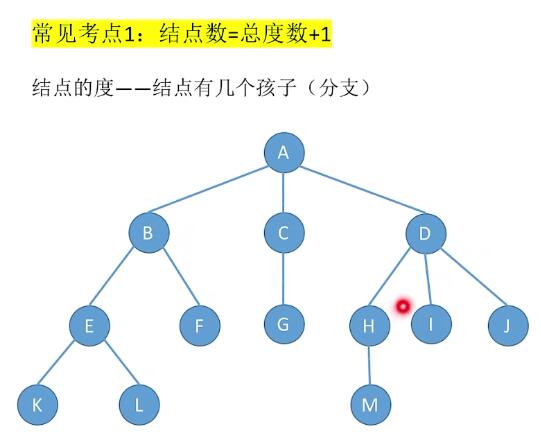 常见考点1：结点数=总度数+1
结点的度——结点有几个孩子（分支）
A
B C D
E F G H I J
K L M